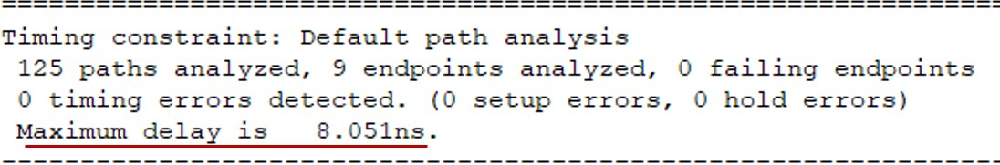 ================================================================================
Timing constraint: Default path analysis
 125 paths analyzed, 9 endpoints analyzed, 0 failing endpoints
 0 timing errors detected. (0 setup errors, 0 hold errors)
 Maximum delay is   8.051ns.
--------------------------------------------------------------------------------